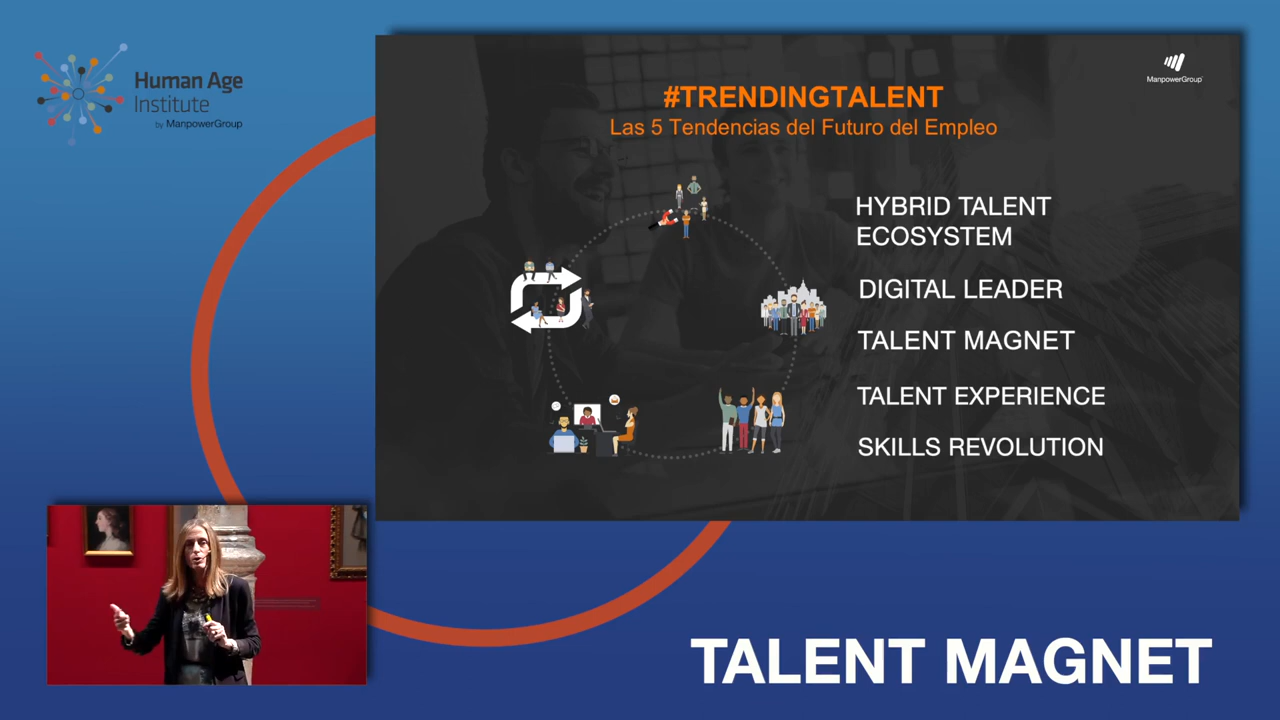 Human Age
Institute
by ManpowerGroup
ManpowerGroup
#TRENDINGTALENT
Las 5 Tendencias del Futuro del Empleo
HYBRID TALENT
ECOSYSTEM
DIGITAL LEADER
TALENT MAGNET
TALENT EXPERIENCE
SKILLS REVOLUTION
TALENT MAGNET